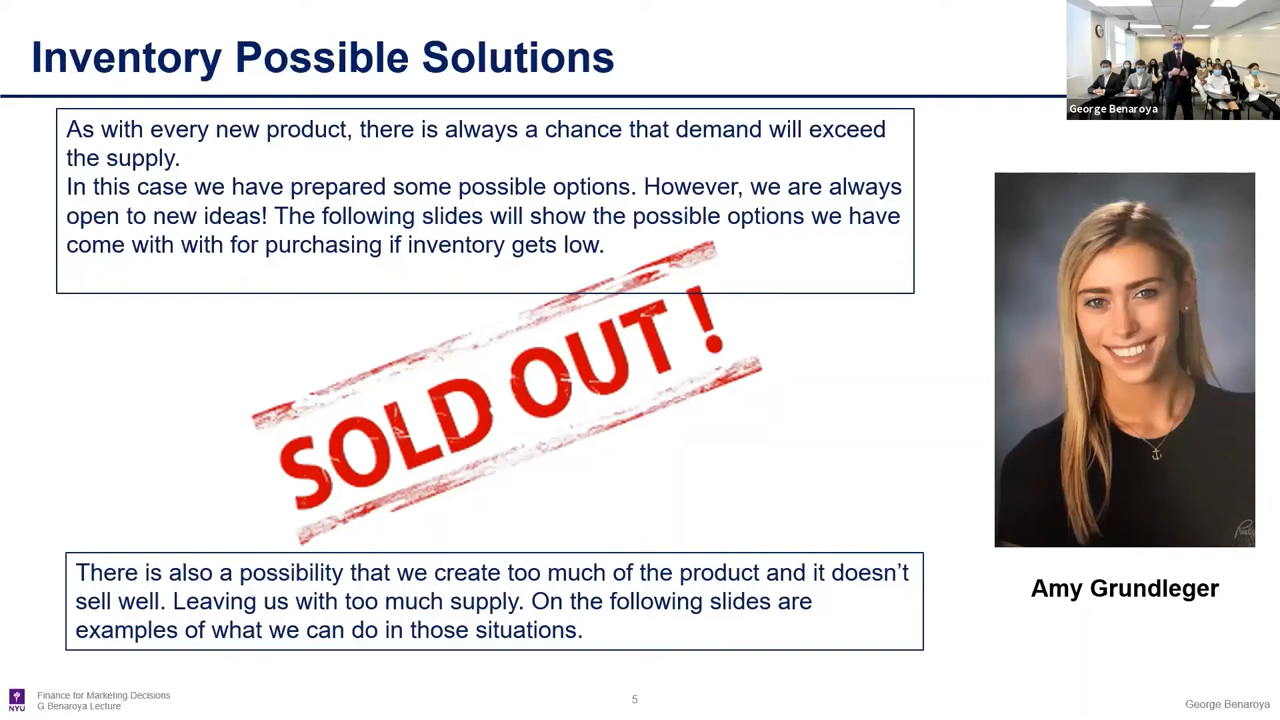 Inventory Possible Solutions
George Benaroya
As with every new product, there is always a chance that demand will exceed
the supply.
In this case we have prepared some possible options. However, we are always
open to new ideas! The following slides will show the possible options we have
come with with for purchasing if inventory gets low.
SOLD OUT!
There is also a possibility that we create too much of the product and it doesn’t
sell well. Leaving us with too much supply. On the following slides are
examples of what we can do in those situations.
Amy Grundleger
NYU
Finance for Marketing Decisions
G Benaroya Lecture
5
George Benaroya